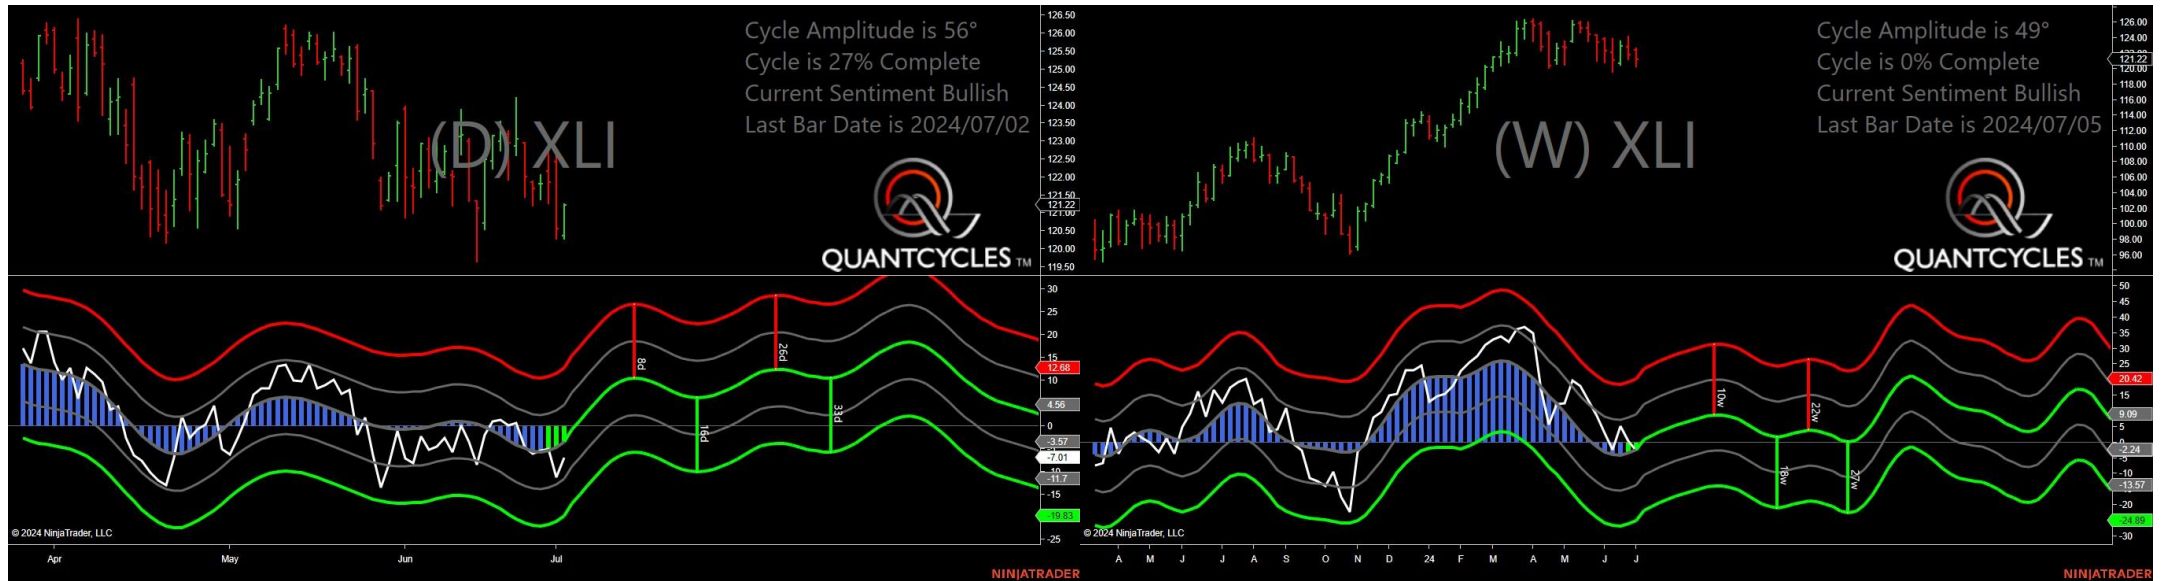 Cycle Amplitude is 56°
Cycle is 27% Complete
Current Sentiment Bullish
Last Bar Date is 2024/07/02
(D) XLI
QUANTCYCLES TM
126.50
126.00
125.50
125.00
124.50
124.00
123.50
123.00
122.50
122.00
121.50
121.22
121.00
120.50
120.00
119.50
8d
16d
26d
33d
30
25
20
15
12.68
10
4.56
0
-3.57
-7.01
-11.7
-15
-19.83
-25
© 2024 NinjaTrader, LLC
Apr May Jun Jul
NINJATRADER
Cycle Amplitude is 49°
Cycle is 0% Complete
Current Sentiment Bullish
Last Bar Date is 2024/07/05
(W) XLI
QUANTCYCLES TM
126.00
124.00
121.22
120.00
118.00
116.00
114.00
112.00
110.00
108.00
106.00
104.00
102.00
100.00
98.00
96.00
10w
18w
22w
27w
50
45
40
35
30
25
20.42
15
9.09
5
-2.24
-10
-13.57
-20
-24.89
-30
© 2024 NinjaTrader, LLC
A M J J A S O N D 24 F M A M J J
NINJATRADER